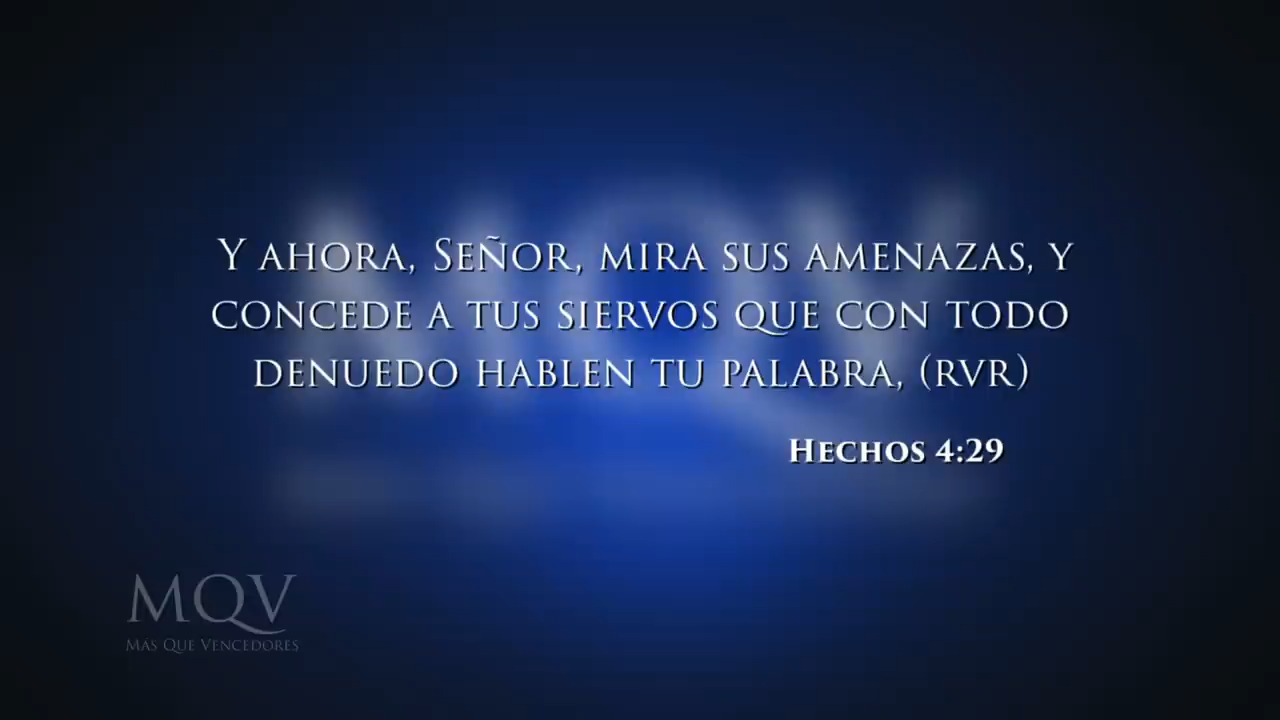 Y AHORA, SEÑOR, MIRA SUS AMENAZAS, Y
CONCEDE A TUS SIERVOS QUE CON TODO
DENUEDO HABLEN TU PALABRA, (RVR)
HECHOS 4:29
MQV
MÁS QUE VENCEDORES